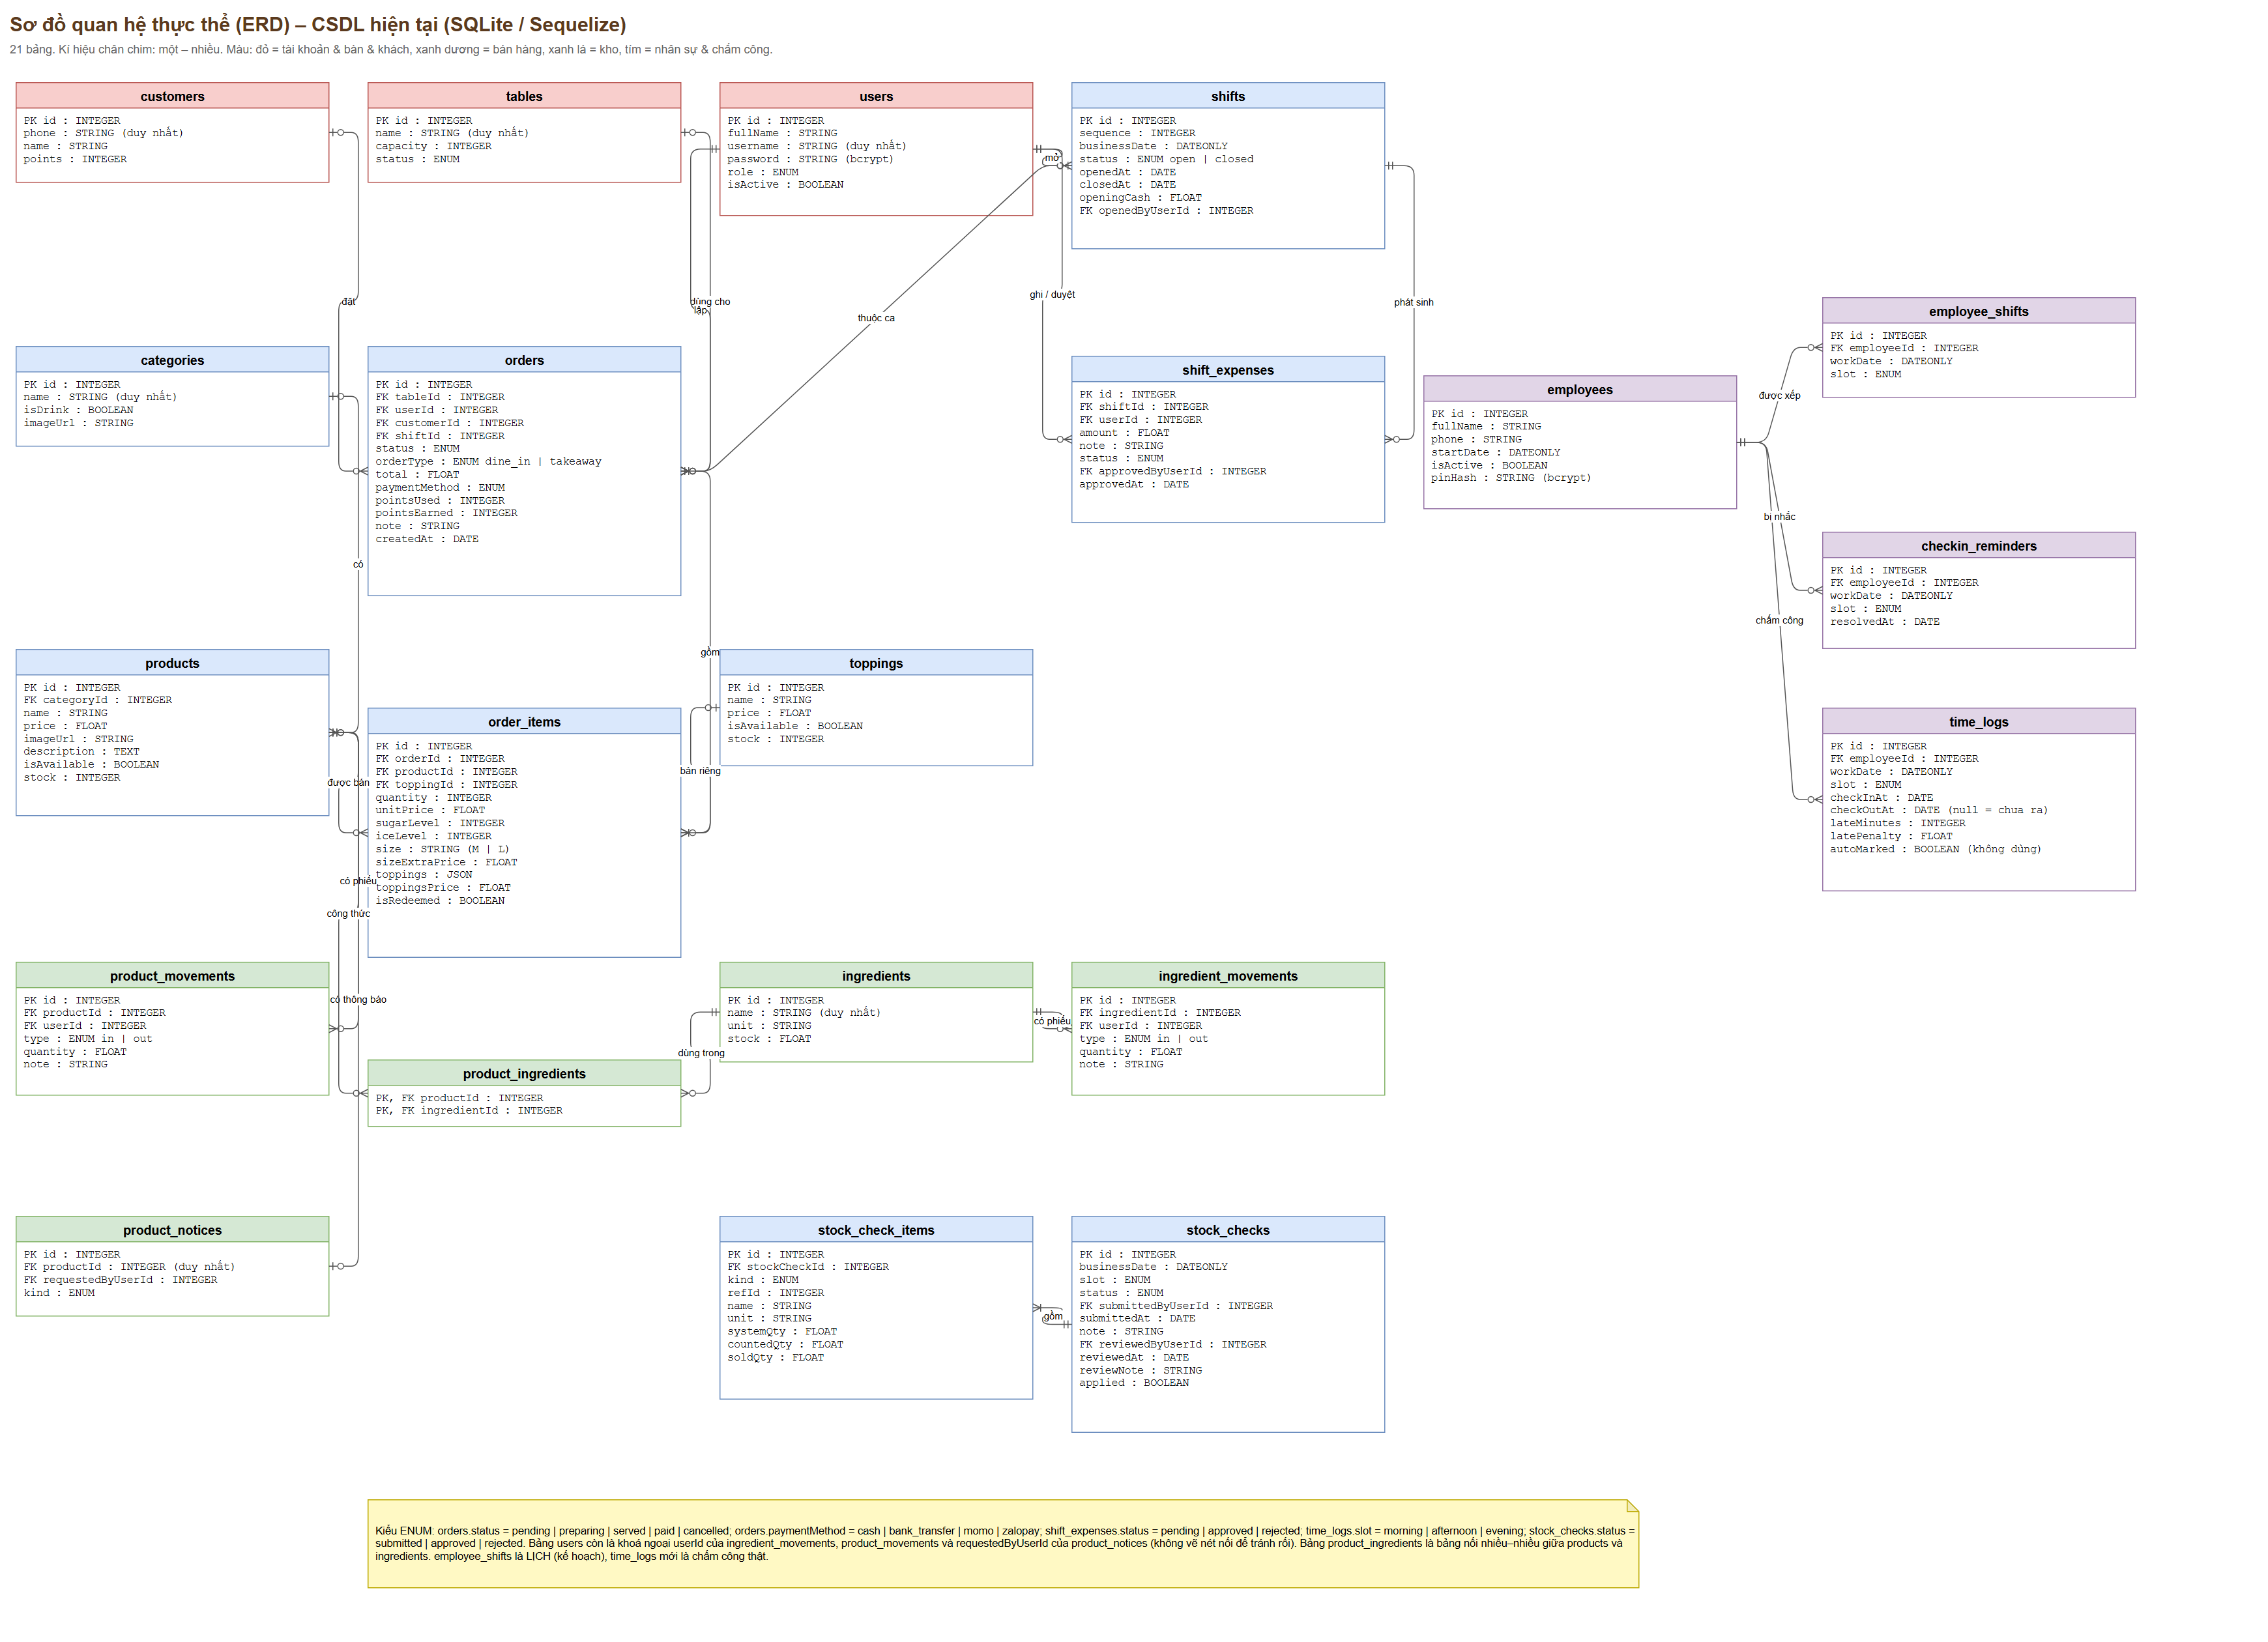 Sơ đồ quan hệ thực thể (ERD) – CSDL hiện tại (SQLite / Sequelize)
21 bảng. Kí hiệu chân chim: một – nhiều. Màu: đỏ = tài khoản & bàn & khách, xanh dương = bán hàng, xanh lá = kho, tím = nhân sự & chấm công.
customers
PK id : INTEGER
phone : STRING (duy nhất)
name : STRING
points : INTEGER
tables
PK id : INTEGER
name : STRING (duy nhất)
capacity : INTEGER
status : ENUM
users
PK id : INTEGER
fullName : STRING
username : STRING (duy nhất)
password : STRING (bcrypt)
role : ENUM
isActive : BOOLEAN
mở
shifts
PK id : INTEGER
sequence : INTEGER
businessDate : DATEONLY
status : ENUM open | closed
openedAt : DATE
closedAt : DATE
openingCash : FLOAT
FK openedByUserId : INTEGER
đặt
dùng cho
lập
thuộc ca
ghi / duyệt
phát sinh
categories
PK id : INTEGER
name : STRING (duy nhất)
isDrink : BOOLEAN
imageUrl : STRING
orders
PK id : INTEGER
FK tableId : INTEGER
FK userId : INTEGER
FK customerId : INTEGER
FK shiftId : INTEGER
status : ENUM
orderType : ENUM dine_in | takeaway
total : FLOAT
paymentMethod : ENUM
pointsUsed : INTEGER
pointsEarned : INTEGER
note : STRING
createdAt : DATE
shift_expenses
PK id : INTEGER
FK shiftId : INTEGER
FK userId : INTEGER
amount : FLOAT
note : STRING
status : ENUM
FK approvedByUserId : INTEGER
approvedAt : DATE
employees
PK id : INTEGER
fullName : STRING
phone : STRING
startDate : DATEONLY
isActive : BOOLEAN
pinHash : STRING (bcrypt)
employee_shifts
PK id : INTEGER
FK employeeId : INTEGER
workDate : DATEONLY
slot : ENUM
được xếp
bị nhắc
chấm công
checkin_reminders
PK id : INTEGER
FK employeeId : INTEGER
workDate : DATEONLY
slot : ENUM
resolvedAt : DATE
time_logs
PK id : INTEGER
FK employeeId : INTEGER
workDate : DATEONLY
slot : ENUM
checkInAt : DATE
checkOutAt : DATE (null = chưa ra)
lateMinutes : INTEGER
latePenalty : FLOAT
autoMarked : BOOLEAN (không dùng)
có
gồm
products
PK id : INTEGER
FK categoryId : INTEGER
name : STRING
price : FLOAT
imageUrl : STRING
description : TEXT
isAvailable : BOOLEAN
stock : INTEGER
được bán
order_items
PK id : INTEGER
FK orderId : INTEGER
FK productId : INTEGER
FK toppingId : INTEGER
quantity : INTEGER
unitPrice : FLOAT
sugarLevel : INTEGER
iceLevel : INTEGER
size : STRING (M | L)
sizeExtraPrice : FLOAT
toppings : JSON
toppingsPrice : FLOAT
isRedeemed : BOOLEAN
toppings
PK id : INTEGER
name : STRING
price : FLOAT
isAvailable : BOOLEAN
stock : INTEGER
bán riêng
có phiếu
công thức
có thông báo
product_movements
PK id : INTEGER
FK productId : INTEGER
FK userId : INTEGER
type : ENUM in | out
quantity : FLOAT
note : STRING
product_ingredients
PK, FK productId : INTEGER
PK, FK ingredientId : INTEGER
dùng trong
ingredients
PK id : INTEGER
name : STRING (duy nhất)
unit : STRING
stock : FLOAT
có phiếu
ingredient_movements
PK id : INTEGER
FK ingredientId : INTEGER
FK userId : INTEGER
type : ENUM in | out
quantity : FLOAT
note : STRING
product_notices
PK id : INTEGER
FK productId : INTEGER (duy nhất)
FK requestedByUserId : INTEGER
kind : ENUM
stock_check_items
PK id : INTEGER
FK stockCheckId : INTEGER
kind : ENUM
refId : INTEGER
name : STRING
unit : STRING
systemQty : FLOAT
countedQty : FLOAT
soldQty : FLOAT
gồm
stock_checks
PK id : INTEGER
businessDate : DATEONLY
slot : ENUM
status : ENUM
FK submittedByUserId : INTEGER
submittedAt : DATE
note : STRING
FK reviewedByUserId : INTEGER
reviewedAt : DATE
reviewNote : STRING
applied : BOOLEAN
Kiểu ENUM: orders.status = pending | preparing | served | paid | cancelled; orders.paymentMethod = cash | bank_transfer | momo | zalopay; shift_expenses.status = pending | approved | rejected; time_logs.slot = morning | afternoon | evening; stock_checks.status =
submitted | approved | rejected. Bảng users còn là khoá ngoại userId của ingredient_movements, product_movements và requestedByUserId của product_notices (không vẽ nét nối để tránh rối). Bảng product_ingredients là bảng nối nhiều–nhiều giữa products và
ingredients. employee_shifts là LỊCH (kế hoạch), time_logs mới là chấm công thật.